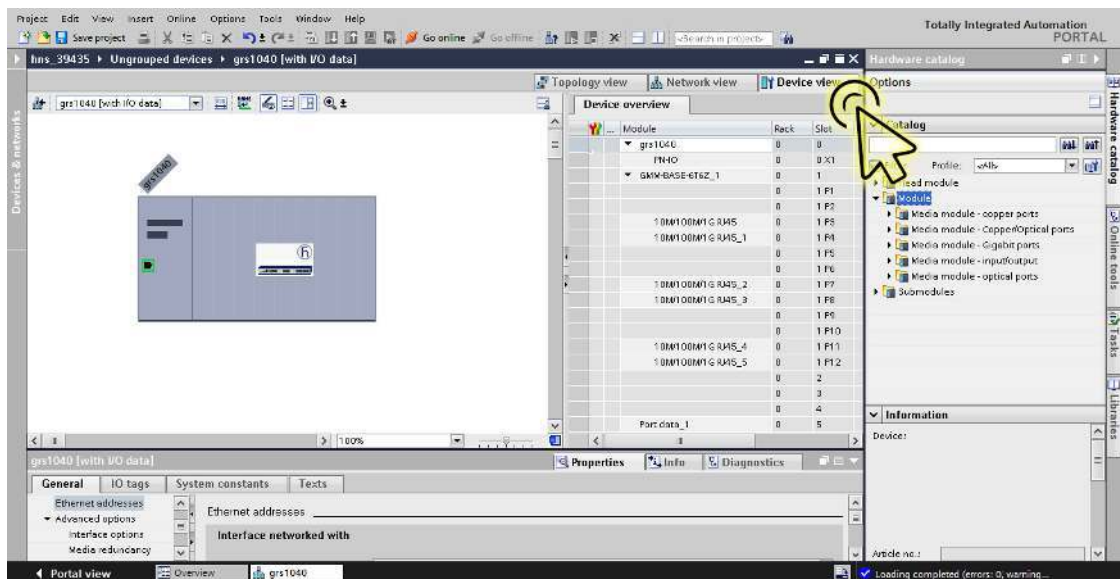 Project Edit View Insert Online Options Tools Window Help
Totally Integrated Automation
PORTAL
Save project Go online Go offline <Search in project>
hns_39435 Ungrouped devices grs1040 [with I/O data]
Hardware catalog
Topology view Network view Device view Options
grs1040 [with I/O data]
Device overview
... Module Rack Slot
Catalog
grs1040 0 0
PN-IO 0 0 X1
Profile: <All>
GMM-BASE-6T6Z_1 0 1
Head module
0 1 P1
Module
0 1 P2
Media module - copper ports
10M/100M/1G RJ45 0 1 P3
Media module - Copper/Optical ports
10M/100M/1G RJ45_1 0 1 P4
Media module - Gigabit ports
0 1 P5
Media module - input/output
0 1 P6
Media module - optical ports
10M/100M/1G RJ45_2 0 1 P7
Submodules
10M/100M/1G RJ45_3 0 1 P8
0 1 P9
0 1 P10
10M/100M/1G RJ45_4 0 1 P11
10M/100M/1G RJ45_5 0 1 P12
0 2
0 3
0 4
Port data_1 0 5
grs1040
100%
Information
Device:
Article no.:
grs1040 [with I/O data]
Properties Info Diagnostics
General IO tags System constants Texts
Ethernet addresses
Advanced options
Interface options
Media redundancy
Ethernet addresses
Interface networked with
Devices & networks
Hardware catalog
Online tools
Tasks
Libraries
Portal view Overview grs1040
Loading completed (errors: 0, warning...